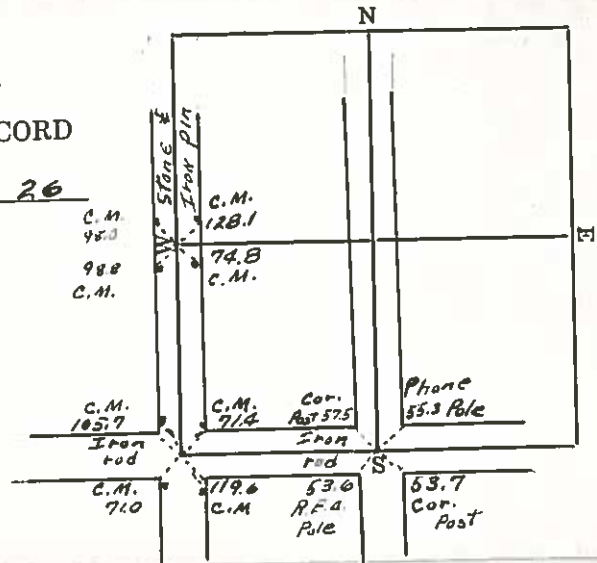 N
CORD
26
Stone &
Iron pin
C.M.
128.1
C.M.
98.8
C.M.
W
74.8
C.M.
E
C.M.
105.7
Iron
rod
C.M.
71.4
Cor.
Post 57.5
Iron
rod
Phone
55.3 Pole
S
C.M.
71.0
119.6
C.M
53.6
R.E.A.
Pole
53.7
Cor.
Post